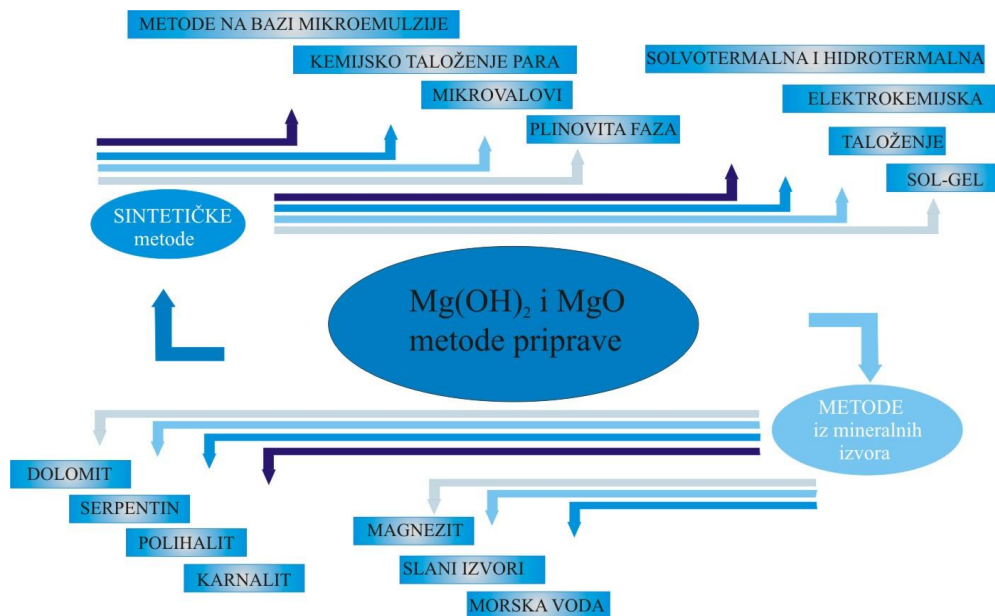 METODE NA BAZI MIKROEMULZIJE
KEMIJSKO TALOŽENJE PARA
MIKROVALOVI
PLINOVITA FAZA
SOLVOTERMALNA I HIDROTERMALNA
ELEKTROKEMIJSKA
TALOŽENJE
SOL-GEL
SINTETIČKE
metode
Mg(OH)₂ i MgO
metode priprave
METODE
iz mineralnih
izvora
DOLOMIT
SERPENTIN
POLIHALIT
KARNALIT
MAGNEZIT
SLANI IZVORI
MORSKA VODA